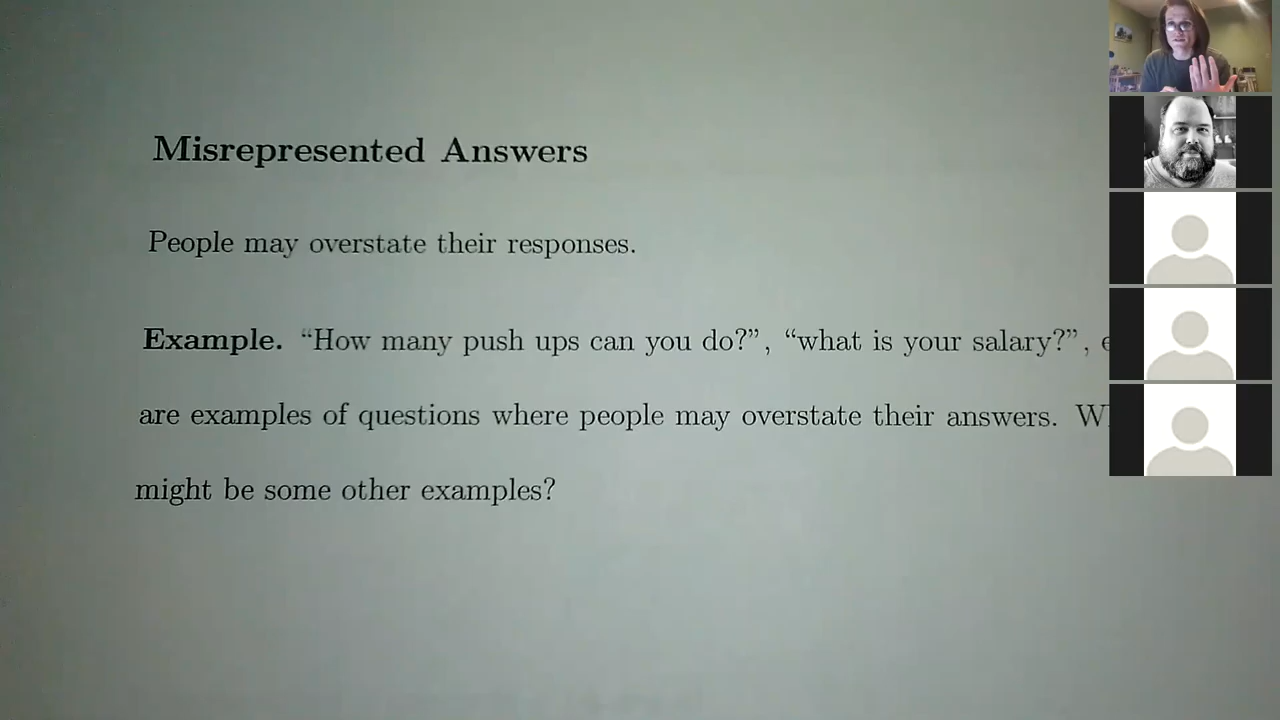 Misrepresented Answers
People may overstate their responses.
Example. “How many push ups can you do?”, “what is your salary?”,
are examples of questions where people may overstate their answers.
might be some other examples?